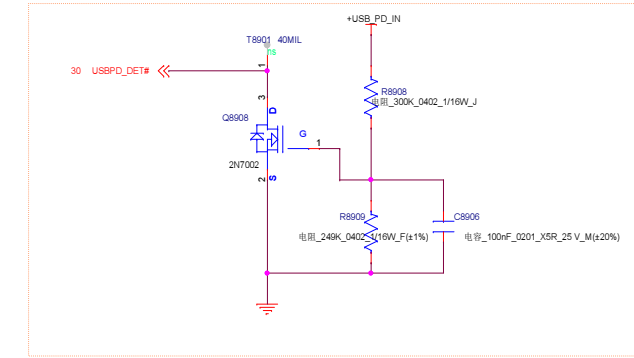 +USB_PD_IN
T8901 40MIL
ns
1
30 USBPD_DET#
R8908
3
D
电阻_300K_0402_1/16W_J
Q8908
G
1
2N7002
2
S
R8909
C8906
电阻_249K_0402_1/16W_F(±1%)
电容_100nF_0201_X5R_25 V_M(±20%)